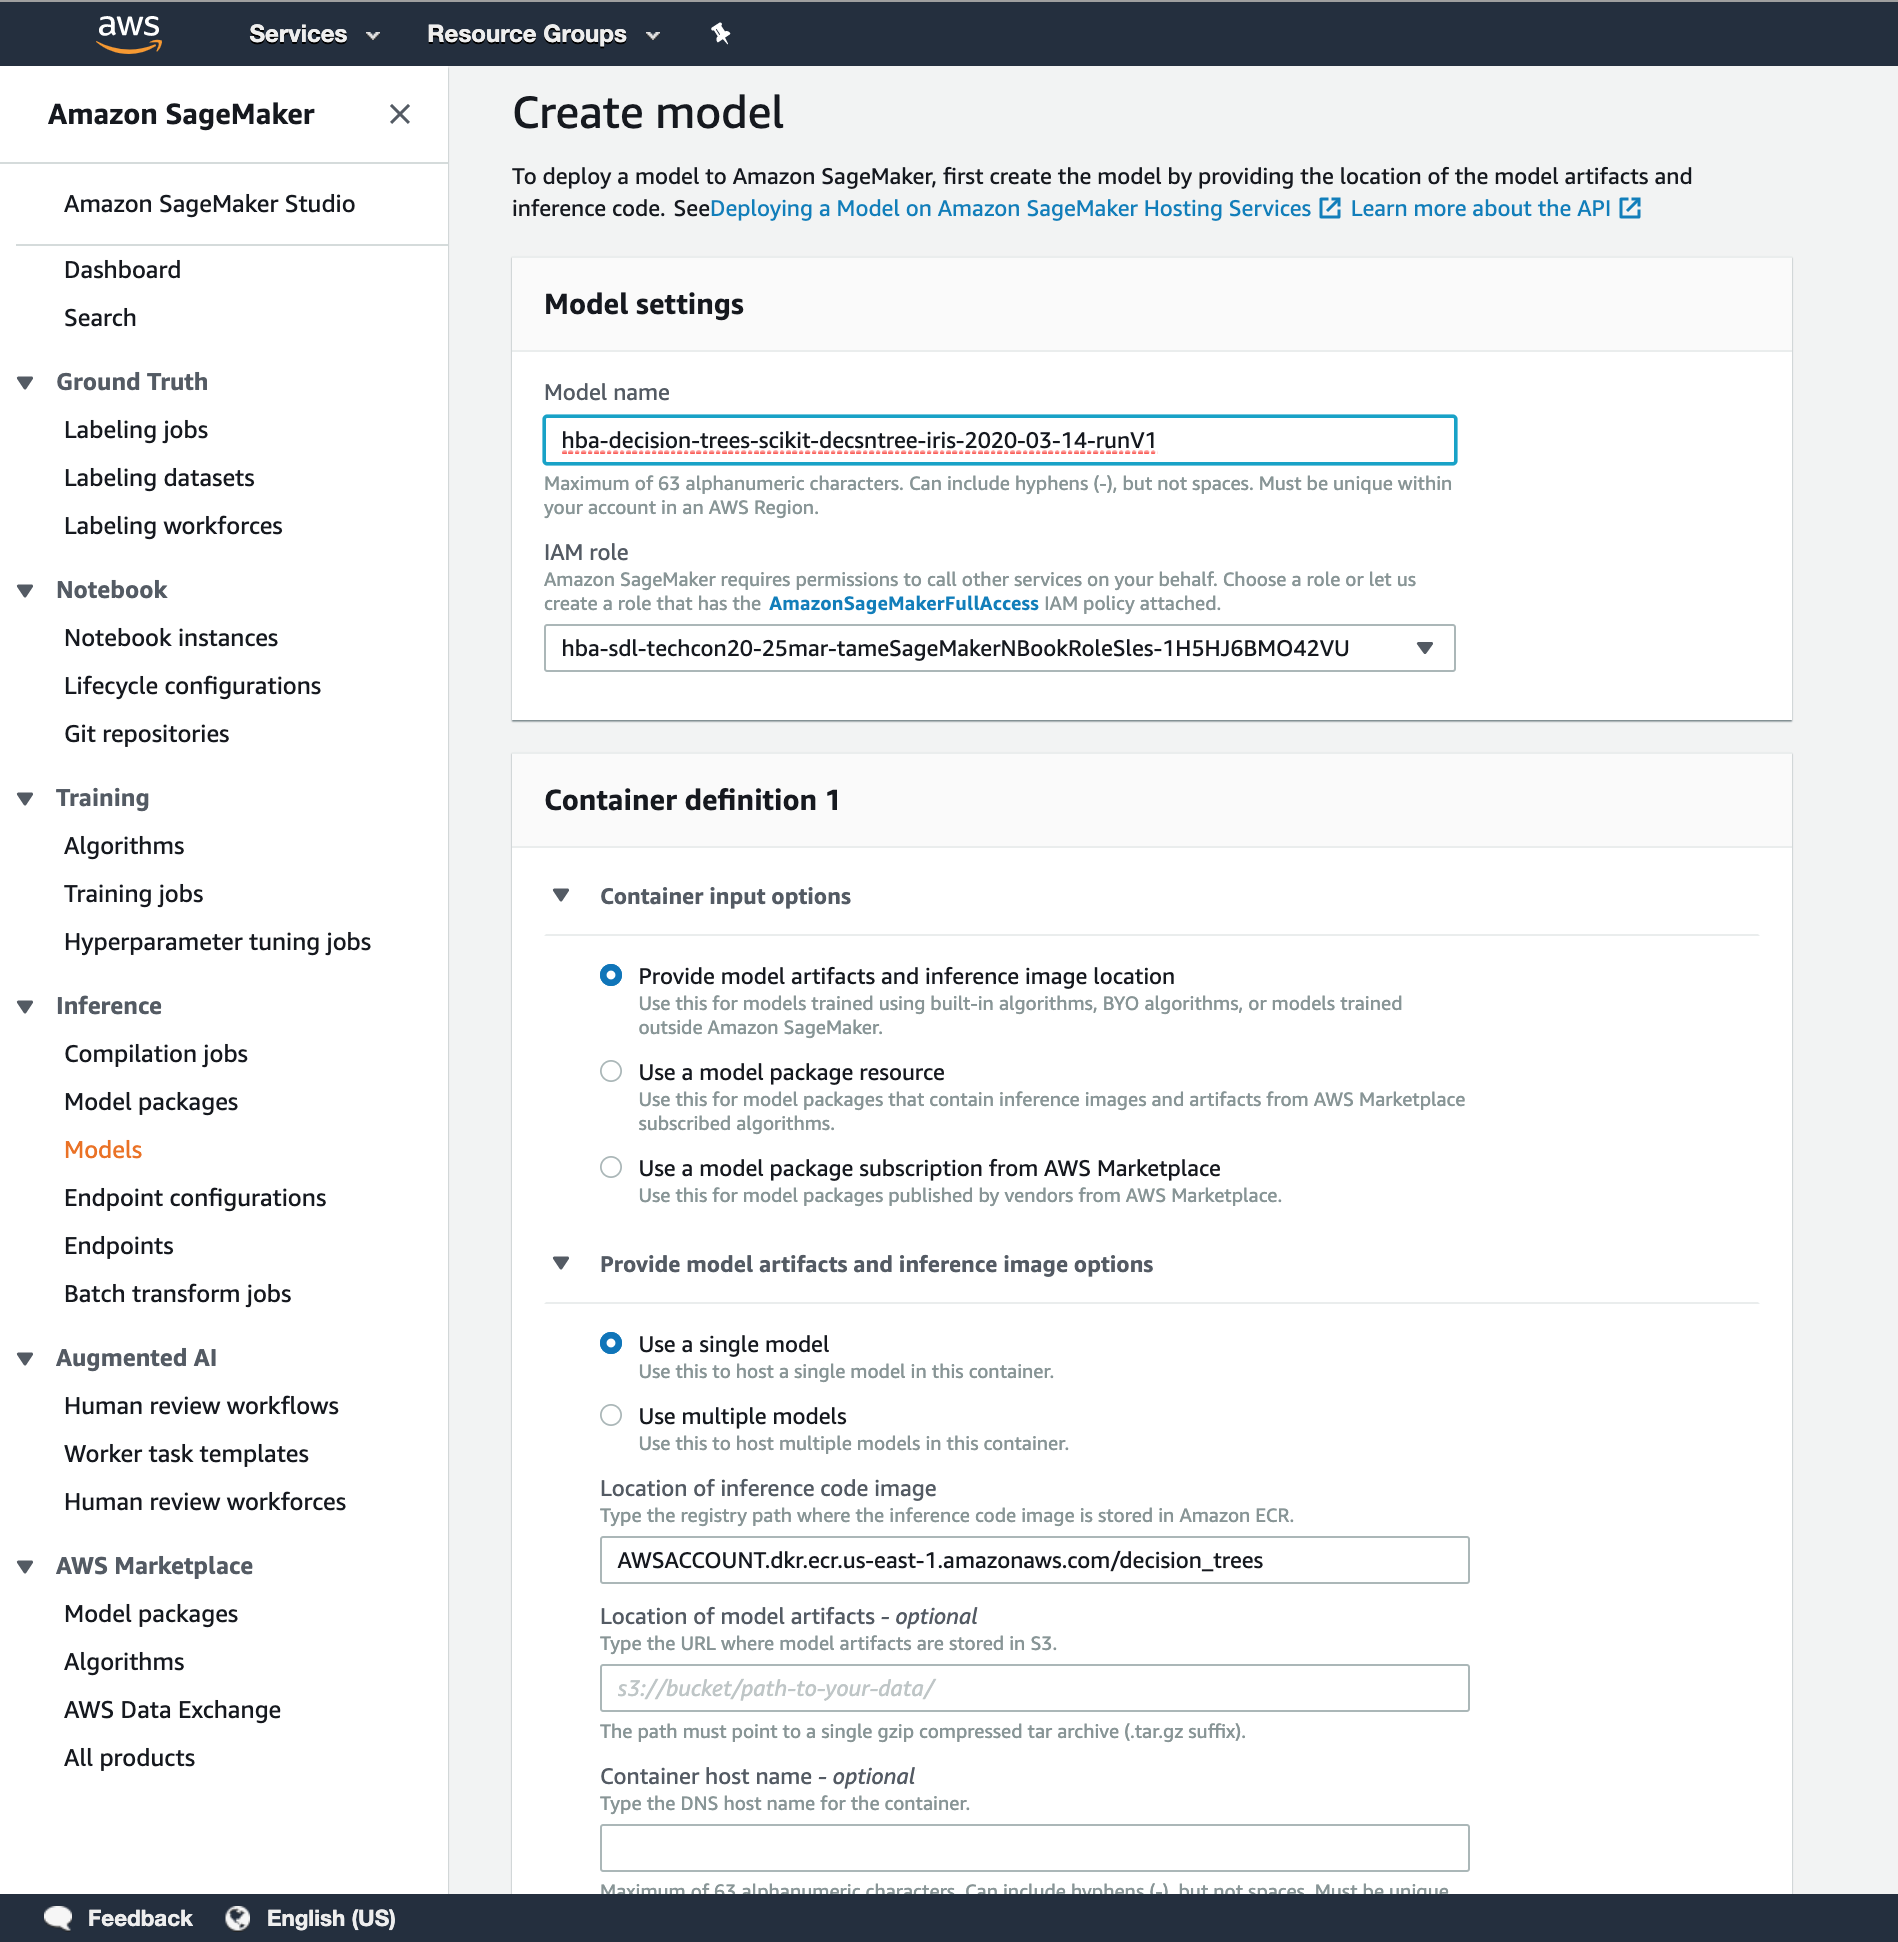 aws
Services
Resource Groups
Amazon SageMaker
Amazon SageMaker Studio
Dashboard
Search
Ground Truth
Labeling jobs
Labeling datasets
Labeling workforces
Notebook
Notebook instances
Lifecycle configurations
Git repositories
Training
Algorithms
Training jobs
Hyperparameter tuning jobs
Inference
Compilation jobs
Model packages
Models
Endpoint configurations
Endpoints
Batch transform jobs
Augmented AI
Human review workflows
Worker task templates
Human review workforces
AWS Marketplace
Model packages
Algorithms
AWS Data Exchange
All products
Create model
To deploy a model to Amazon SageMaker, first create the model by providing the location of the model artifacts and
inference code. SeeDeploying a Model on Amazon SageMaker Hosting Services Learn more about the API
Model settings
Model name
hba-decision-trees-scikit-decsntree-iris-2020-03-14-runV1
Maximum of 63 alphanumeric characters. Can include hyphens (-), but not spaces. Must be unique within
your account in an AWS Region.
IAM role
Amazon SageMaker requires permissions to call other services on your behalf. Choose a role or let us
create a role that has the AmazonSageMakerFullAccess IAM policy attached.
hba-sdl-techcon20-25mar-tameSageMakerNBookRoleSles-1H5HJ6BMO42VU
Container definition 1
Container input options
Provide model artifacts and inference image location
Use this for models trained using built-in algorithms, BYO algorithms, or models trained
outside Amazon SageMaker.
Use a model package resource
Use this for model packages that contain inference images and artifacts from AWS Marketplace
subscribed algorithms.
Use a model package subscription from AWS Marketplace
Use this for model packages published by vendors from AWS Marketplace.
Provide model artifacts and inference image options
Use a single model
Use this to host a single model in this container.
Use multiple models
Use this to host multiple models in this container.
Location of inference code image
Type the registry path where the inference code image is stored in Amazon ECR.
AWSACCOUNT.dkr.ecr.us-east-1.amazonaws.com/decision_trees
Location of model artifacts - optional
Type the URL where model artifacts are stored in S3.
s3://bucket/path-to-your-data/
The path must point to a single gzip compressed tar archive (.tar.gz suffix).
Container host name - optional
Type the DNS host name for the container.
Maximum of 63 alphanumeric characters. Can include hyphens (-), but not spaces. Must be unique
Feedback
English (US)